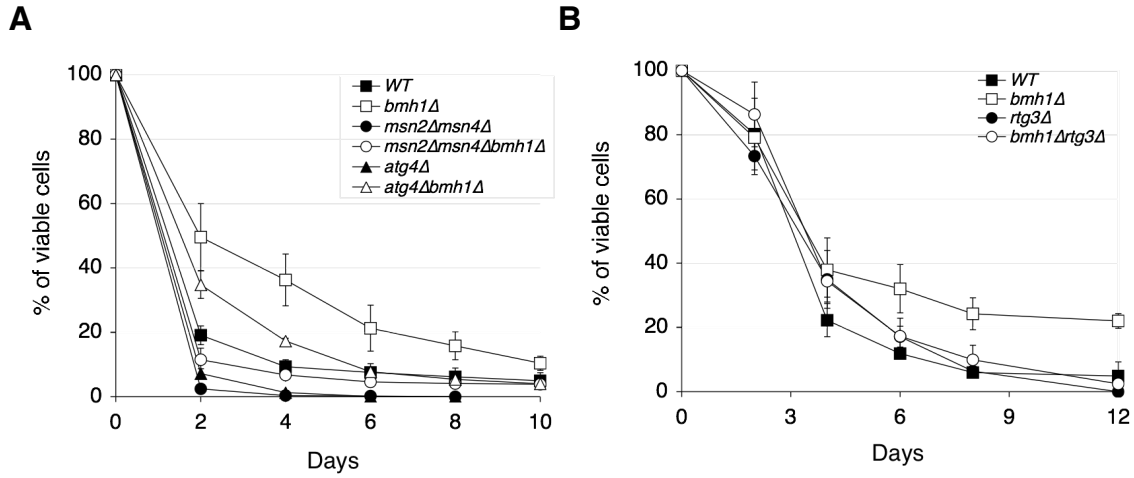 A
% of viable cells
100
80
60
40
20
0
0 2 4 6 8 10
Days
WT
bmh1Δ
msn2Δmsn4Δ
msn2Δmsn4Δbmh1Δ
atg4Δ
atg4Δbmh1Δ
B
% of viable cells
100
80
60
40
20
0
0 3 6 9 12
Days
WT
bmh1Δ
rtg3Δ
bmh1Δrtg3Δ